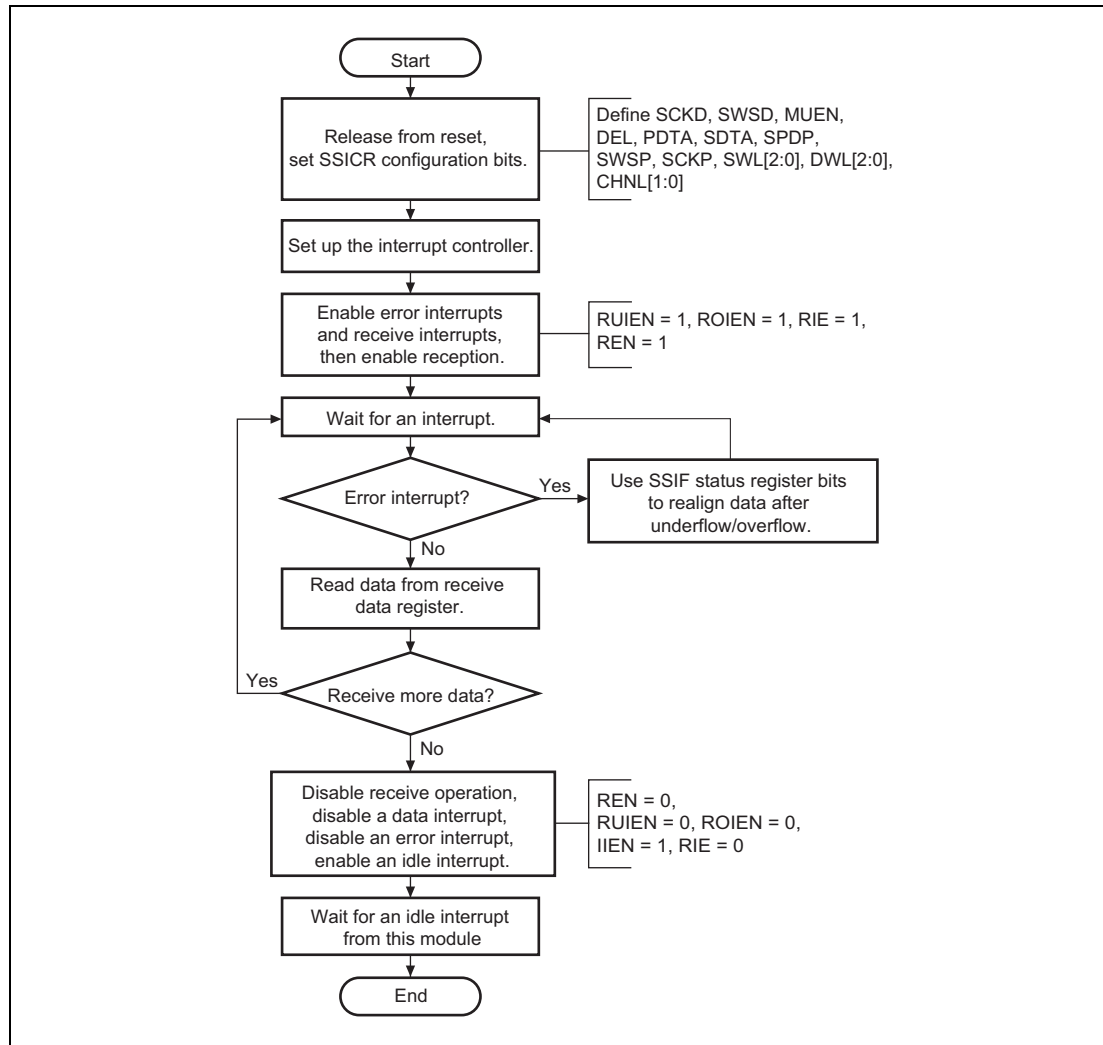 Start
Release from reset,
set SSICR configuration bits.
Define SCKD, SWSD, MUEN,
DEL, PDTA, SDTA, SPDP,
SWSP, SCKP, SWL[2:0], DWL[2:0],
CHNL[1:0]
Set up the interrupt controller.
Enable error interrupts
and receive interrupts,
then enable reception.
RUIEN = 1, ROIEN = 1, RIE = 1,
REN = 1
Wait for an interrupt.
Error interrupt?
Yes
Use SSIF status register bits
to realign data after
underflow/overflow.
No
Read data from receive
data register.
Yes
Receive more data?
No
Disable receive operation,
disable a data interrupt,
disable an error interrupt,
enable an idle interrupt.
REN = 0,
RUIEN = 0, ROIEN = 0,
IIEN = 1, RIE = 0
Wait for an idle interrupt
from this module
End